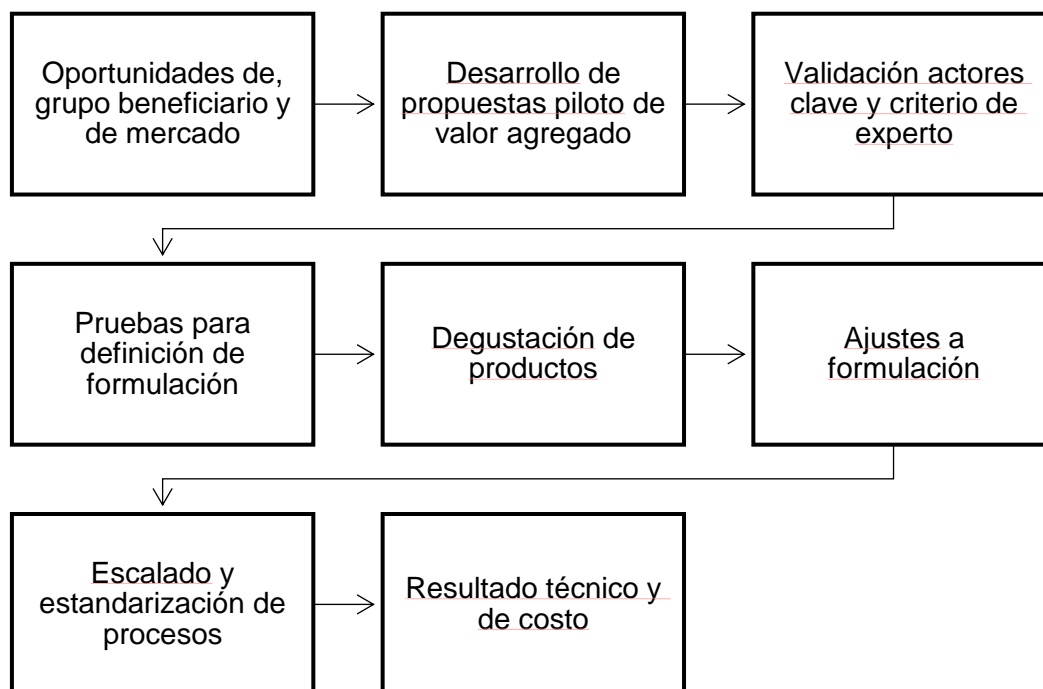 Oportunidades de,
grupo beneficiario y
de mercado
Desarrollo de
propuestas piloto de
valor agregado
Validación actores
clave y criterio de
experto
Pruebas para
definición de
formulación
Degustación de
productos
Ajustes a
formulación
Escalado y
estandarización de
procesos
Resultado técnico y
de costo